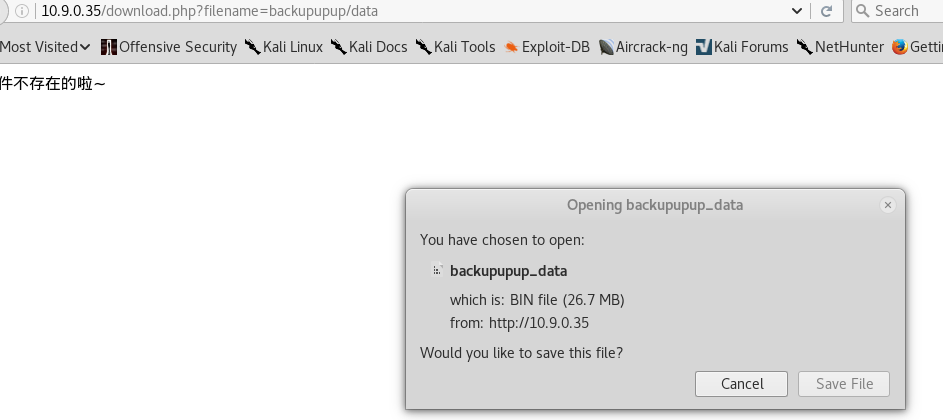 10.9.0.35/download.php?filename=backupupup/data
Search
Most Visited Offensive Security Kali Linux Kali Docs Kali Tools Exploit-DB Aircrack-ng Kali Forums NetHunter Getti
件不存在的啦~
Opening backupupup_data
You have chosen to open:
backupupup_data
which is: BIN file (26.7 MB)
from: http://10.9.0.35
Would you like to save this file?
Cancel Save File